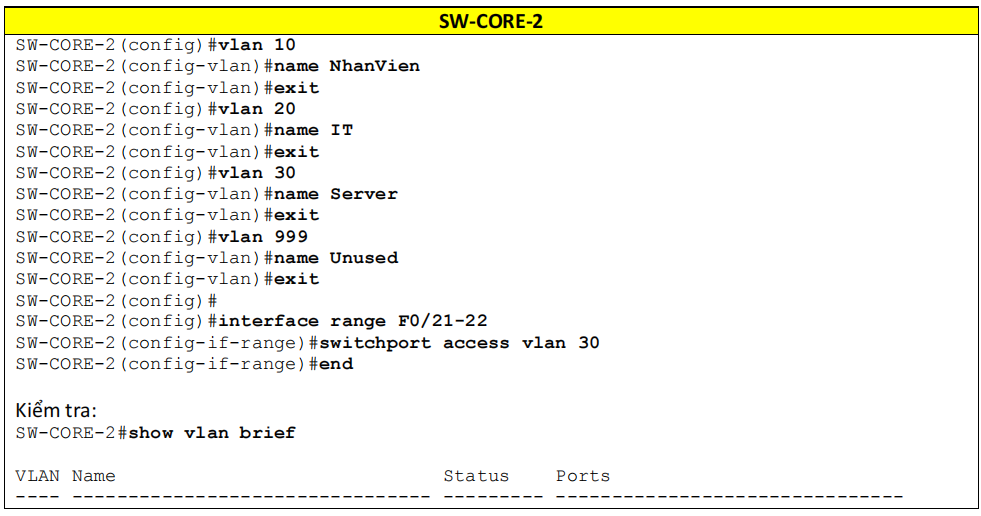 SW-CORE-2
SW-CORE-2(config)#vlan 10
SW-CORE-2(config-vlan)#name NhanVien
SW-CORE-2(config-vlan)#exit
SW-CORE-2(config)#vlan 20
SW-CORE-2(config-vlan)#name IT
SW-CORE-2(config-vlan)#exit
SW-CORE-2(config)#vlan 30
SW-CORE-2(config-vlan)#name Server
SW-CORE-2(config-vlan)#exit
SW-CORE-2(config)#vlan 999
SW-CORE-2(config-vlan)#name Unused
SW-CORE-2(config-vlan)#exit
SW-CORE-2(config)#
SW-CORE-2(config)#interface range F0/21-22
SW-CORE-2(config-if-range)#switchport access vlan 30
SW-CORE-2(config-if-range)#end
Kiểm tra:
SW-CORE-2#show vlan brief
VLAN Name                             Status    Ports
---- -------------------------------- --------- -------------------------------